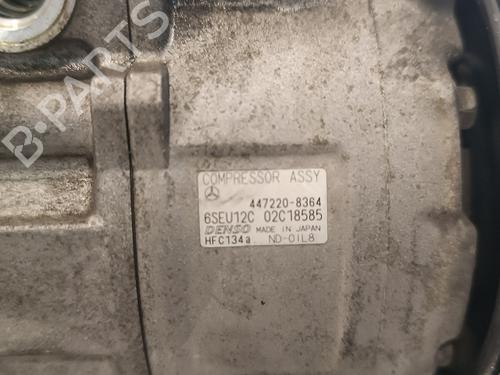 B-PARTS
COMPRESSOR ASSY
447220-8364
6SEU12C 02C18585
DENSO MADE IN JAPAN
HFC134a ND-OIL8